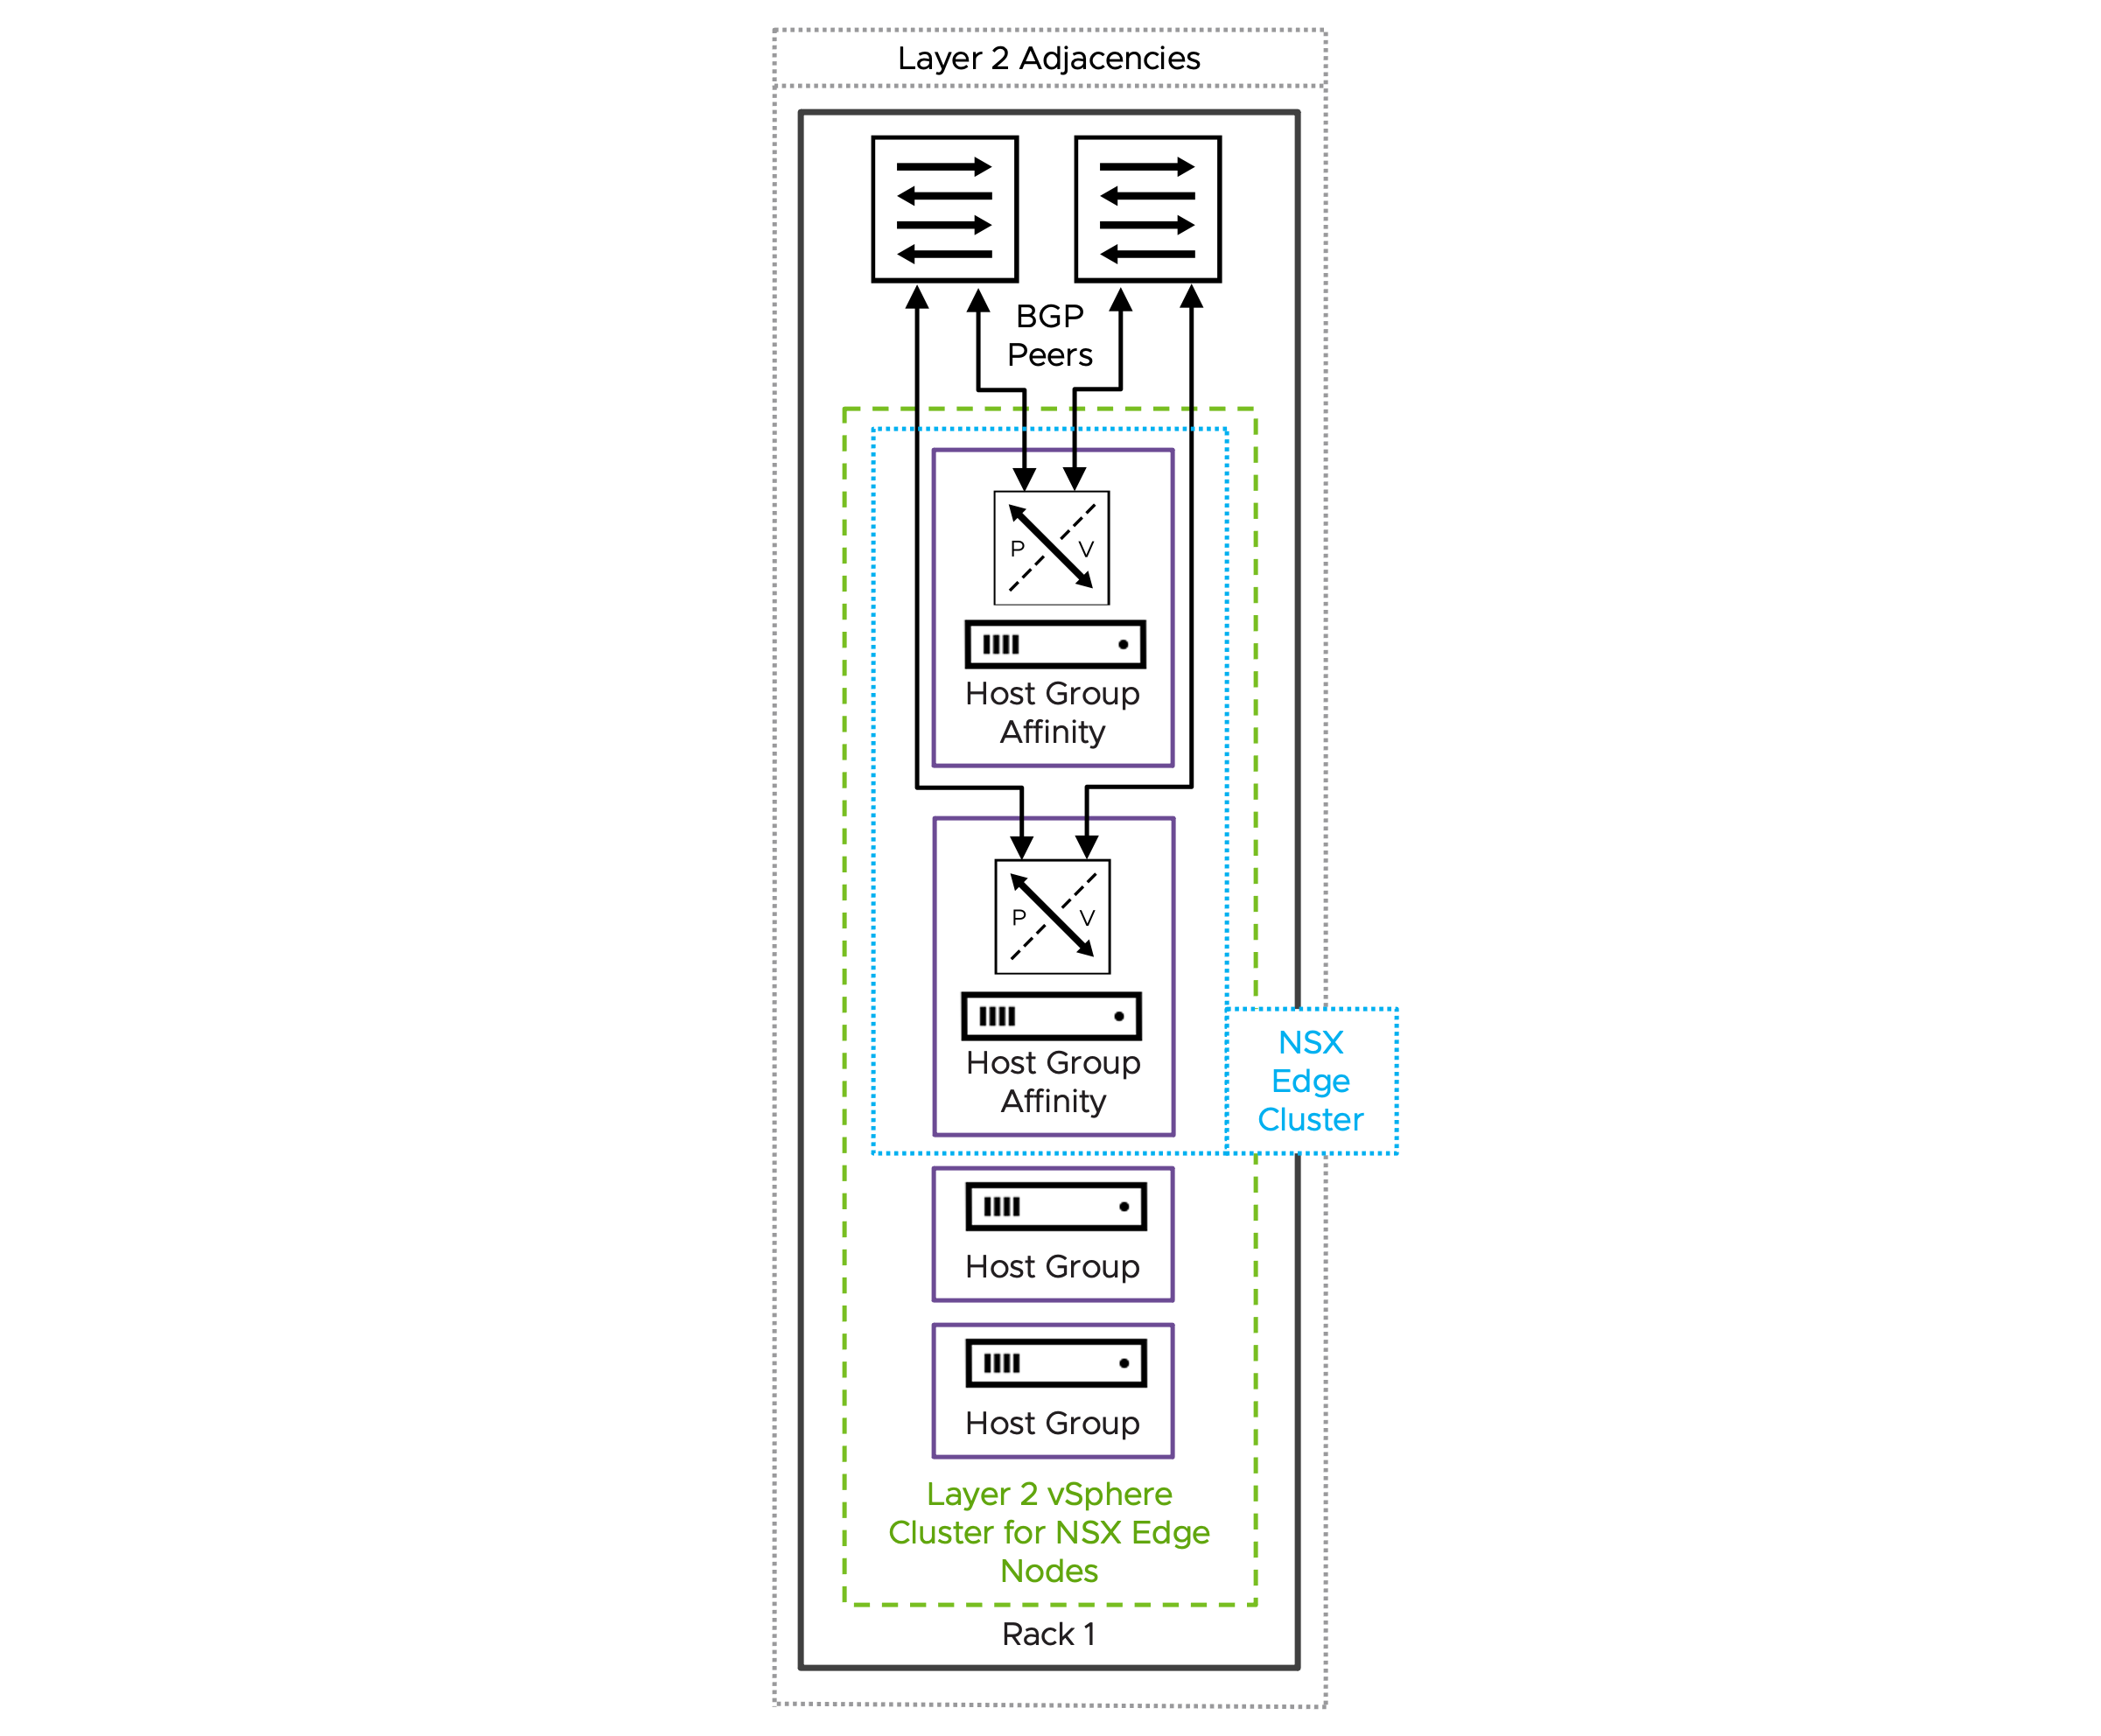 Layer 2 Adjacencies
BGP
Peers
P V
Host Group
Affinity
P V
Host Group
Affinity
NSX
Edge
Cluster
Host Group
Host Group
Layer 2 vSphere
Cluster for NSX Edge
Nodes
Rack 1